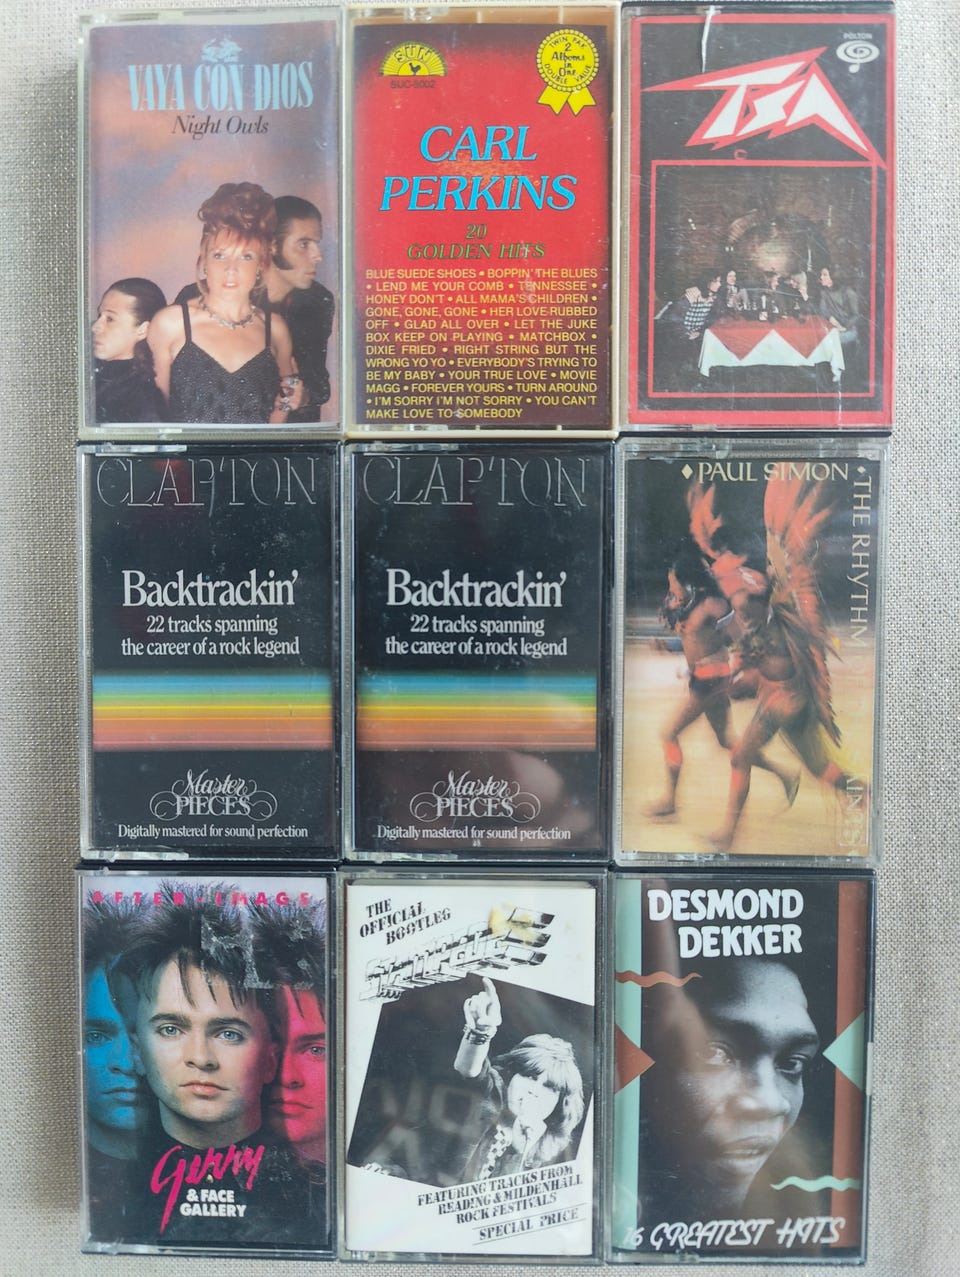 VAYA CON DIOS
Night Owls
SUN
SUC-5002
TWIN PAK
2
Albums
in
One
DOUBLE VALUE
CARL
PERKINS
20
GOLDEN HITS
BLUE SUEDE SHOES • BOPPIN' THE BLUES
• LEND ME YOUR COMB • TENNESSEE •
HONEY DON'T • ALL MAMA'S CHILDREN •
GONE, GONE, GONE • HER LOVE RUBBED
OFF • GLAD ALL OVER • LET THE JUKE
BOX KEEP ON PLAYING • MATCHBOX •
DIXIE FRIED • RIGHT STRING BUT THE
WRONG YO YO • EVERYBODY'S TRYING TO
BE MY BABY • YOUR TRUE LOVE • MOVIE
MAGG • FOREVER YOURS • TURN AROUND
• I'M SORRY I'M NOT SORRY • YOU CAN'T
MAKE LOVE TO SOMEBODY
POLTON
TSA
C
CLAPTON
Backtrackin'
22 tracks spanning
the career of a rock legend
Master
PIECES
Digitally mastered for sound perfection
CLAPTON
Backtrackin'
22 tracks spanning
the career of a rock legend
Master
PIECES
Digitally mastered for sound perfection
PAUL SIMON
THE RHYTHM
AFTER-IMAGE
Gerry
& FACE
GALLERY
THE
OFFICIAL
BOOTLEG
FEATURING TRACKS FROM
READING & MILDENHALL
ROCK FESTIVALS
SPECIAL PRICE
DESMOND
DEKKER
16 GREATEST HITS